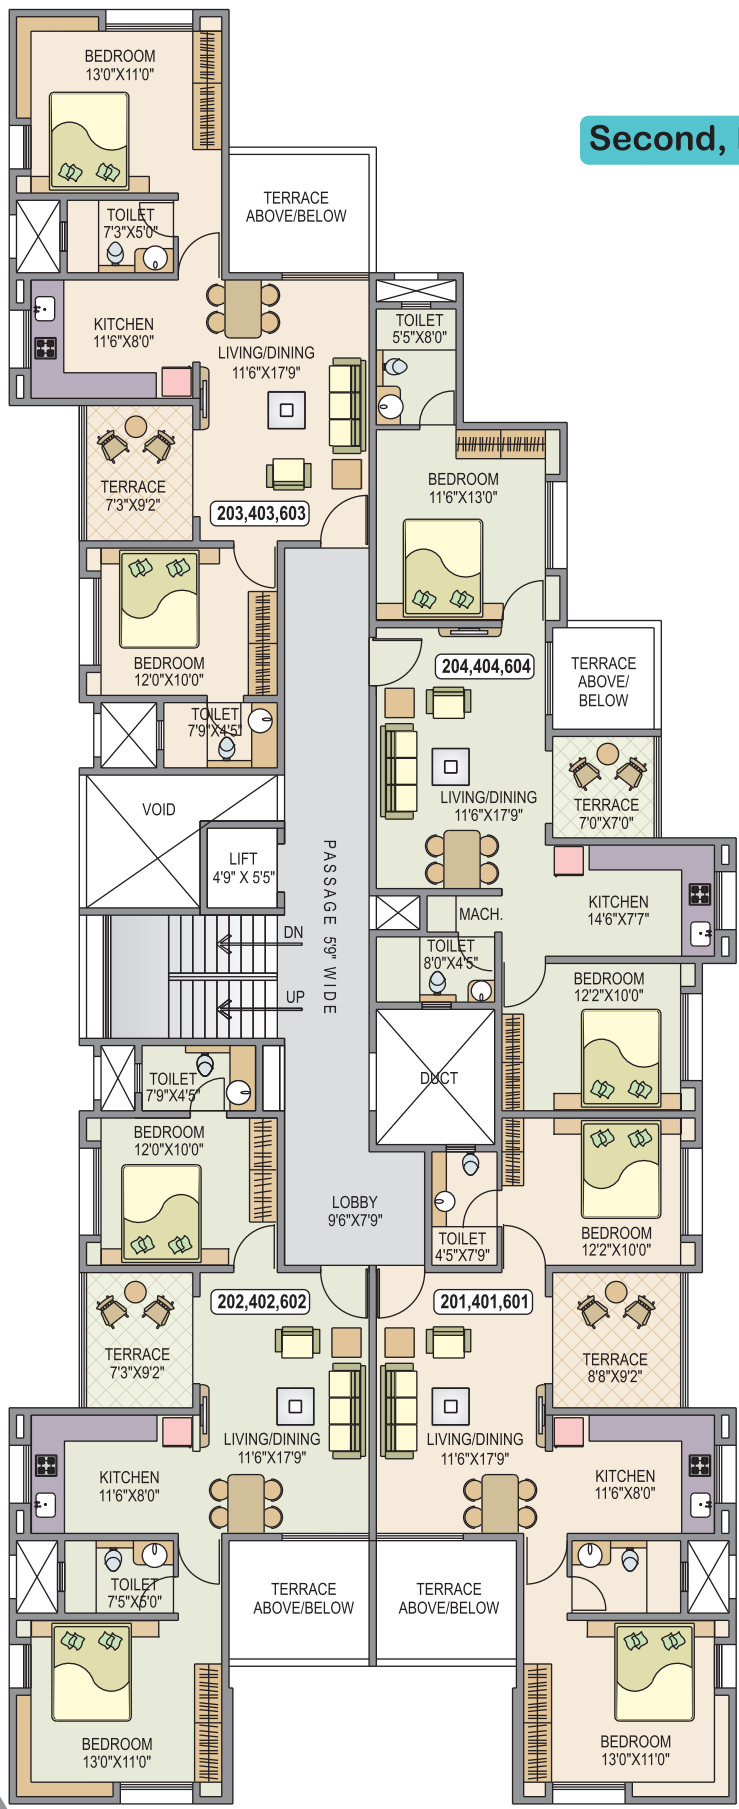 BEDROOM
13'0"X11'0"
Second,
TERRACE
ABOVE/BELOW
TOILET
7'3"X5'0"
KITCHEN
11'6"X8'0"
TOILET
5'5"X8'0"
LIVING/DINING
11'6"X17'9"
BEDROOM
11'6"X13'0"
TERRACE
7'3"X9'2"
203,403,603
BEDROOM
12'0"X10'0"
204,404,604
TERRACE
ABOVE/
BELOW
TOILET
7'9"X4'5"
LIVING/DINING
11'6"X17'9"
TERRACE
7'0"X7'0"
VOID
LIFT
4'9" X 5'5"
PASSAGE 5'9" WIDE
KITCHEN
14'6"X7'7"
MACH.
DN
TOILET
8'0"X4'5"
UP
BEDROOM
12'2"X10'0"
TOILET
7'9"X4'5"
DUCT
BEDROOM
12'0"X10'0"
LOBBY
9'6"X7'9"
TOILET
4'5"X7'9"
BEDROOM
12'2"X10'0"
202,402,602
201,401,601
TERRACE
7'3"X9'2"
TERRACE
8'8"X9'2"
LIVING/DINING
11'6"X17'9"
LIVING/DINING
11'6"X17'9"
KITCHEN
11'6"X8'0"
KITCHEN
11'6"X8'0"
TOILET
7'5"X5'0"
TERRACE
ABOVE/BELOW
TERRACE
ABOVE/BELOW
BEDROOM
13'0"X11'0"
BEDROOM
13'0"X11'0"